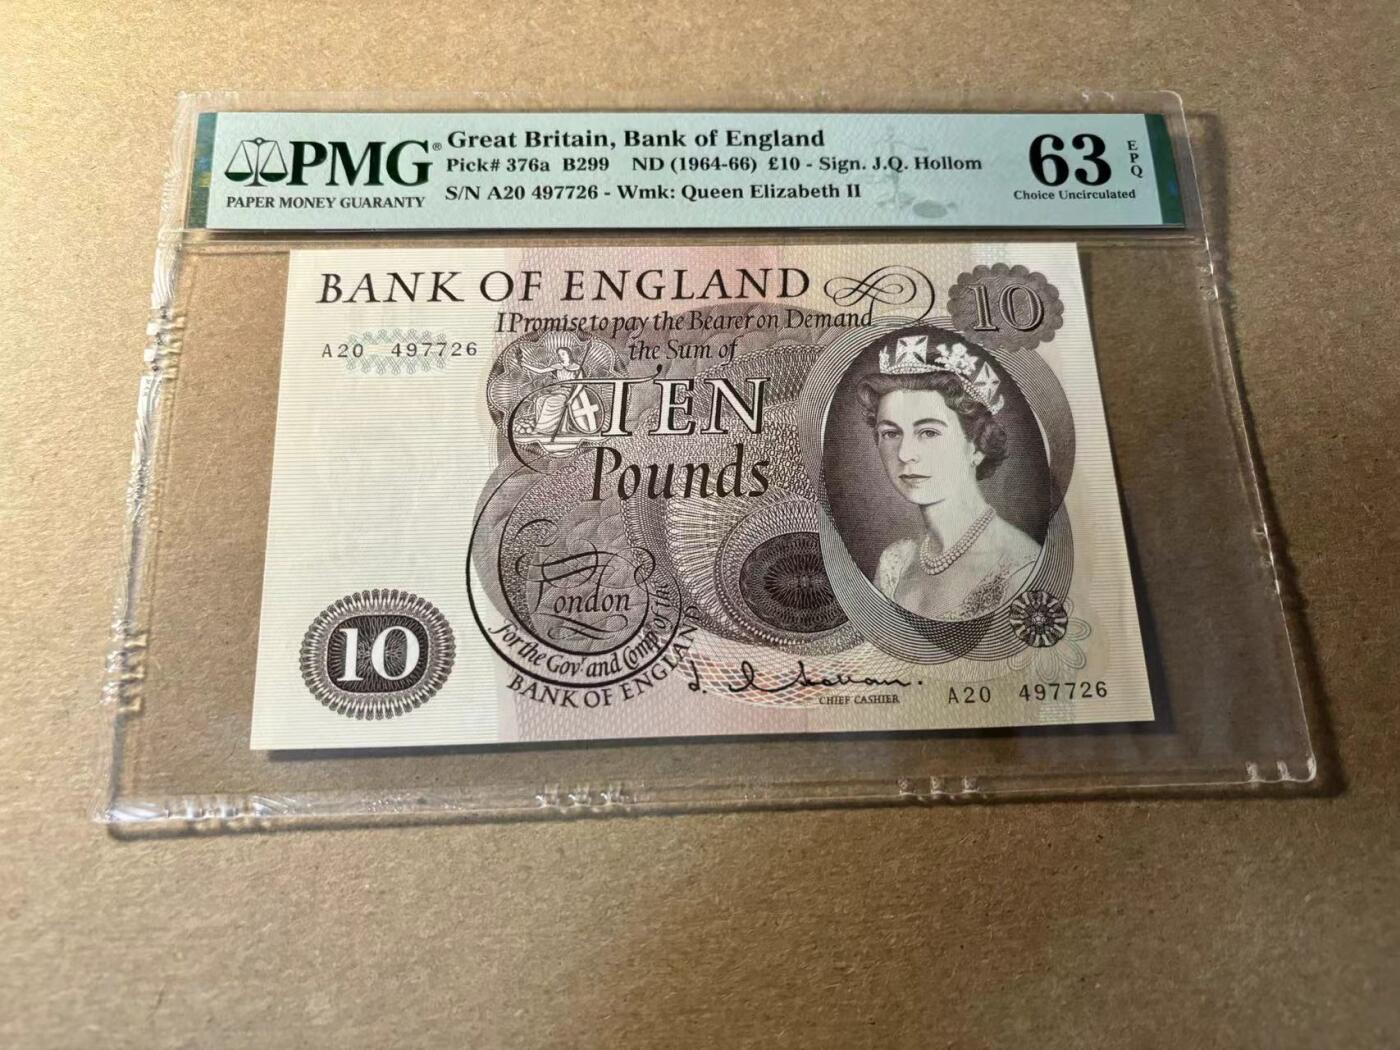 PMG®
PAPER MONEY GUARANTY
Great Britain, Bank of England
Pick# 376a B299 ND (1964-66) £10 - Sign. J.Q. Hollom
S/N A20 497726 - Wmk: Queen Elizabeth II
63
EPQ
Choice Uncirculated
BANK OF ENGLAND
10
I Promise to pay the Bearer on Demand
the Sum of
A20 497726
TEN
Pounds
London
For the Govr and Compa of the
BANK OF ENGLAND
10
CHIEF CASHIER
A20 497726